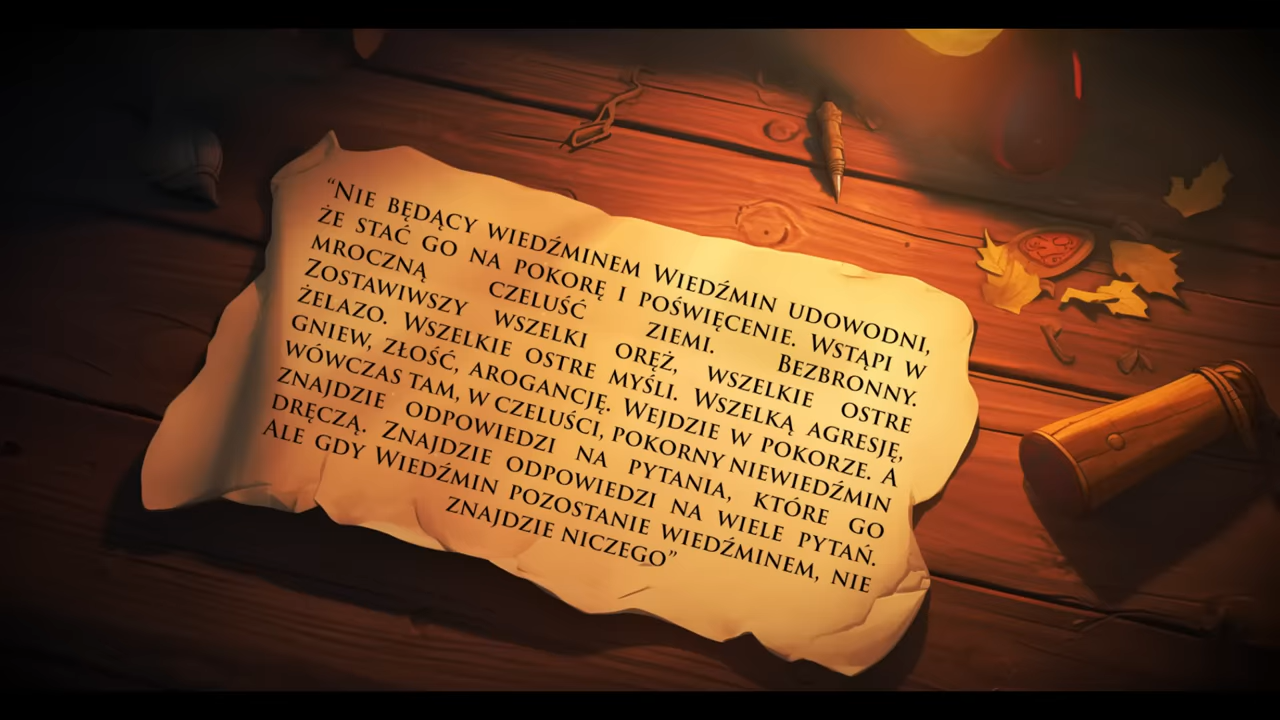 “Nie będący wiedźminem Wiedźmin udowodni,
że stać go na pokorę i poświęcenie. Wstąpi w
mroczną czeluść ziemi. Bezbronny.
Zostawiwszy wszelki oręż, wszelkie ostre
żelazo. Wszelkie ostre myśli. Wszelką agresję,
gniew, złość, arogancję. Wejdzie w pokorze. A
wówczas tam, w czeluści, pokorny niewiedźmin
znajdzie odpowiedzi na pytania, które go
dręczą. Znajdzie odpowiedzi na wiele pytań.
Ale gdy Wiedźmin pozostanie wiedźminem, nie
znajdzie niczego”